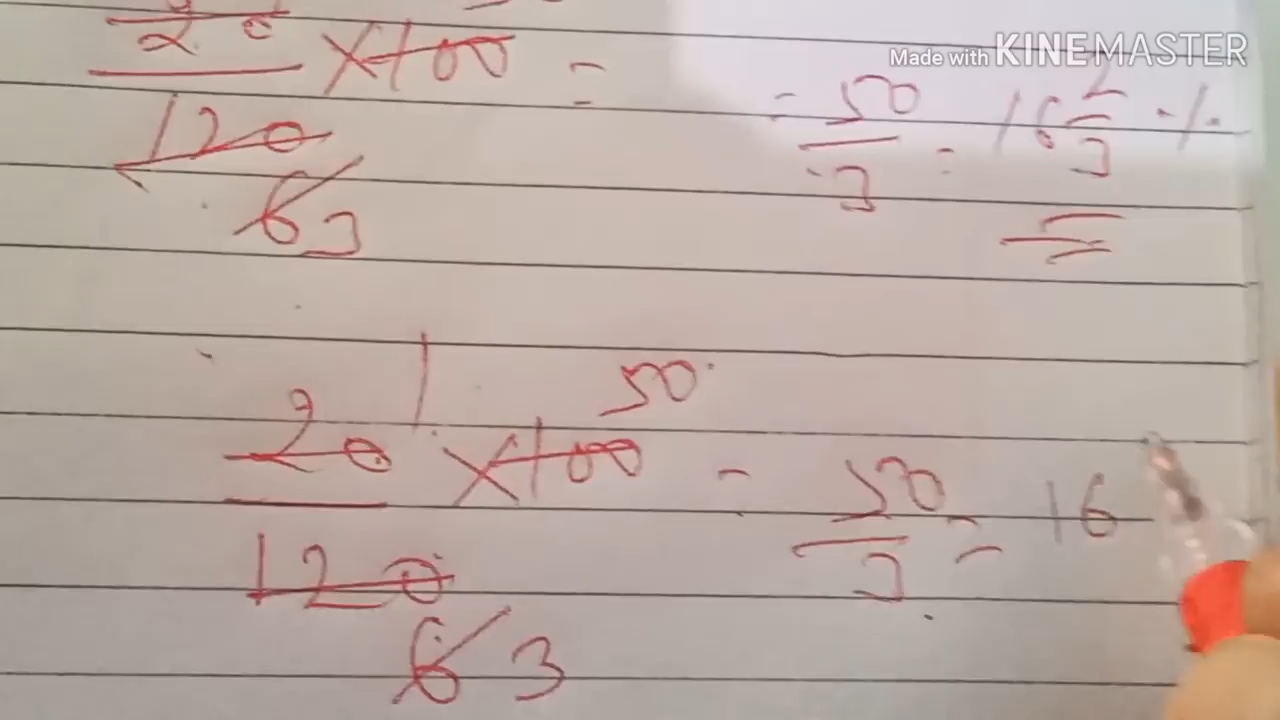 Made with KINEMASTER
20/120 × 100 =
6 3
= 50/3 = 16 2/3 %
1 50
20/120 × 100 = 50/3 = 16
6 3